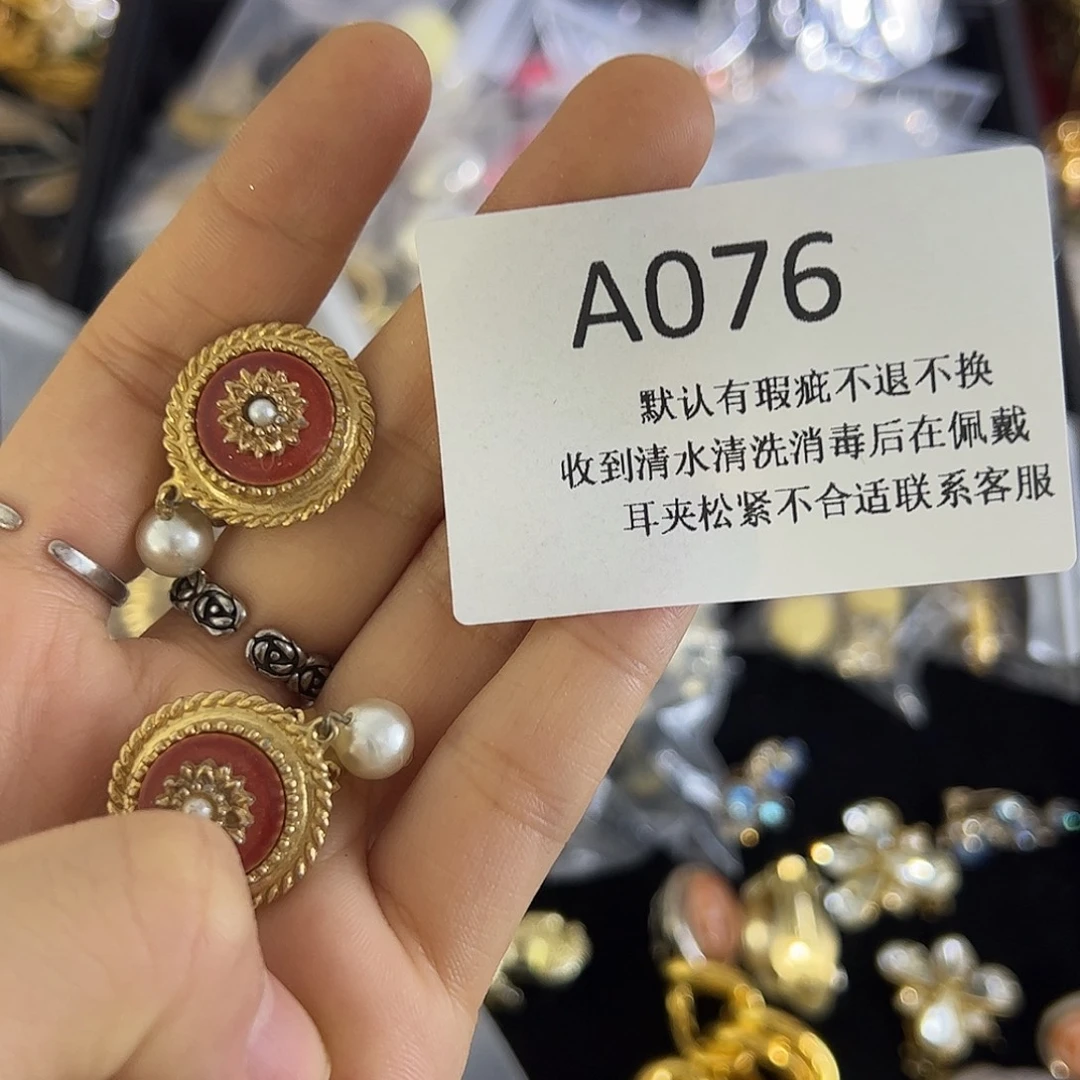 A076
默认有瑕疵不退不换
收到清水清洗消毒后在佩戴
耳夹松紧不合适联系客服